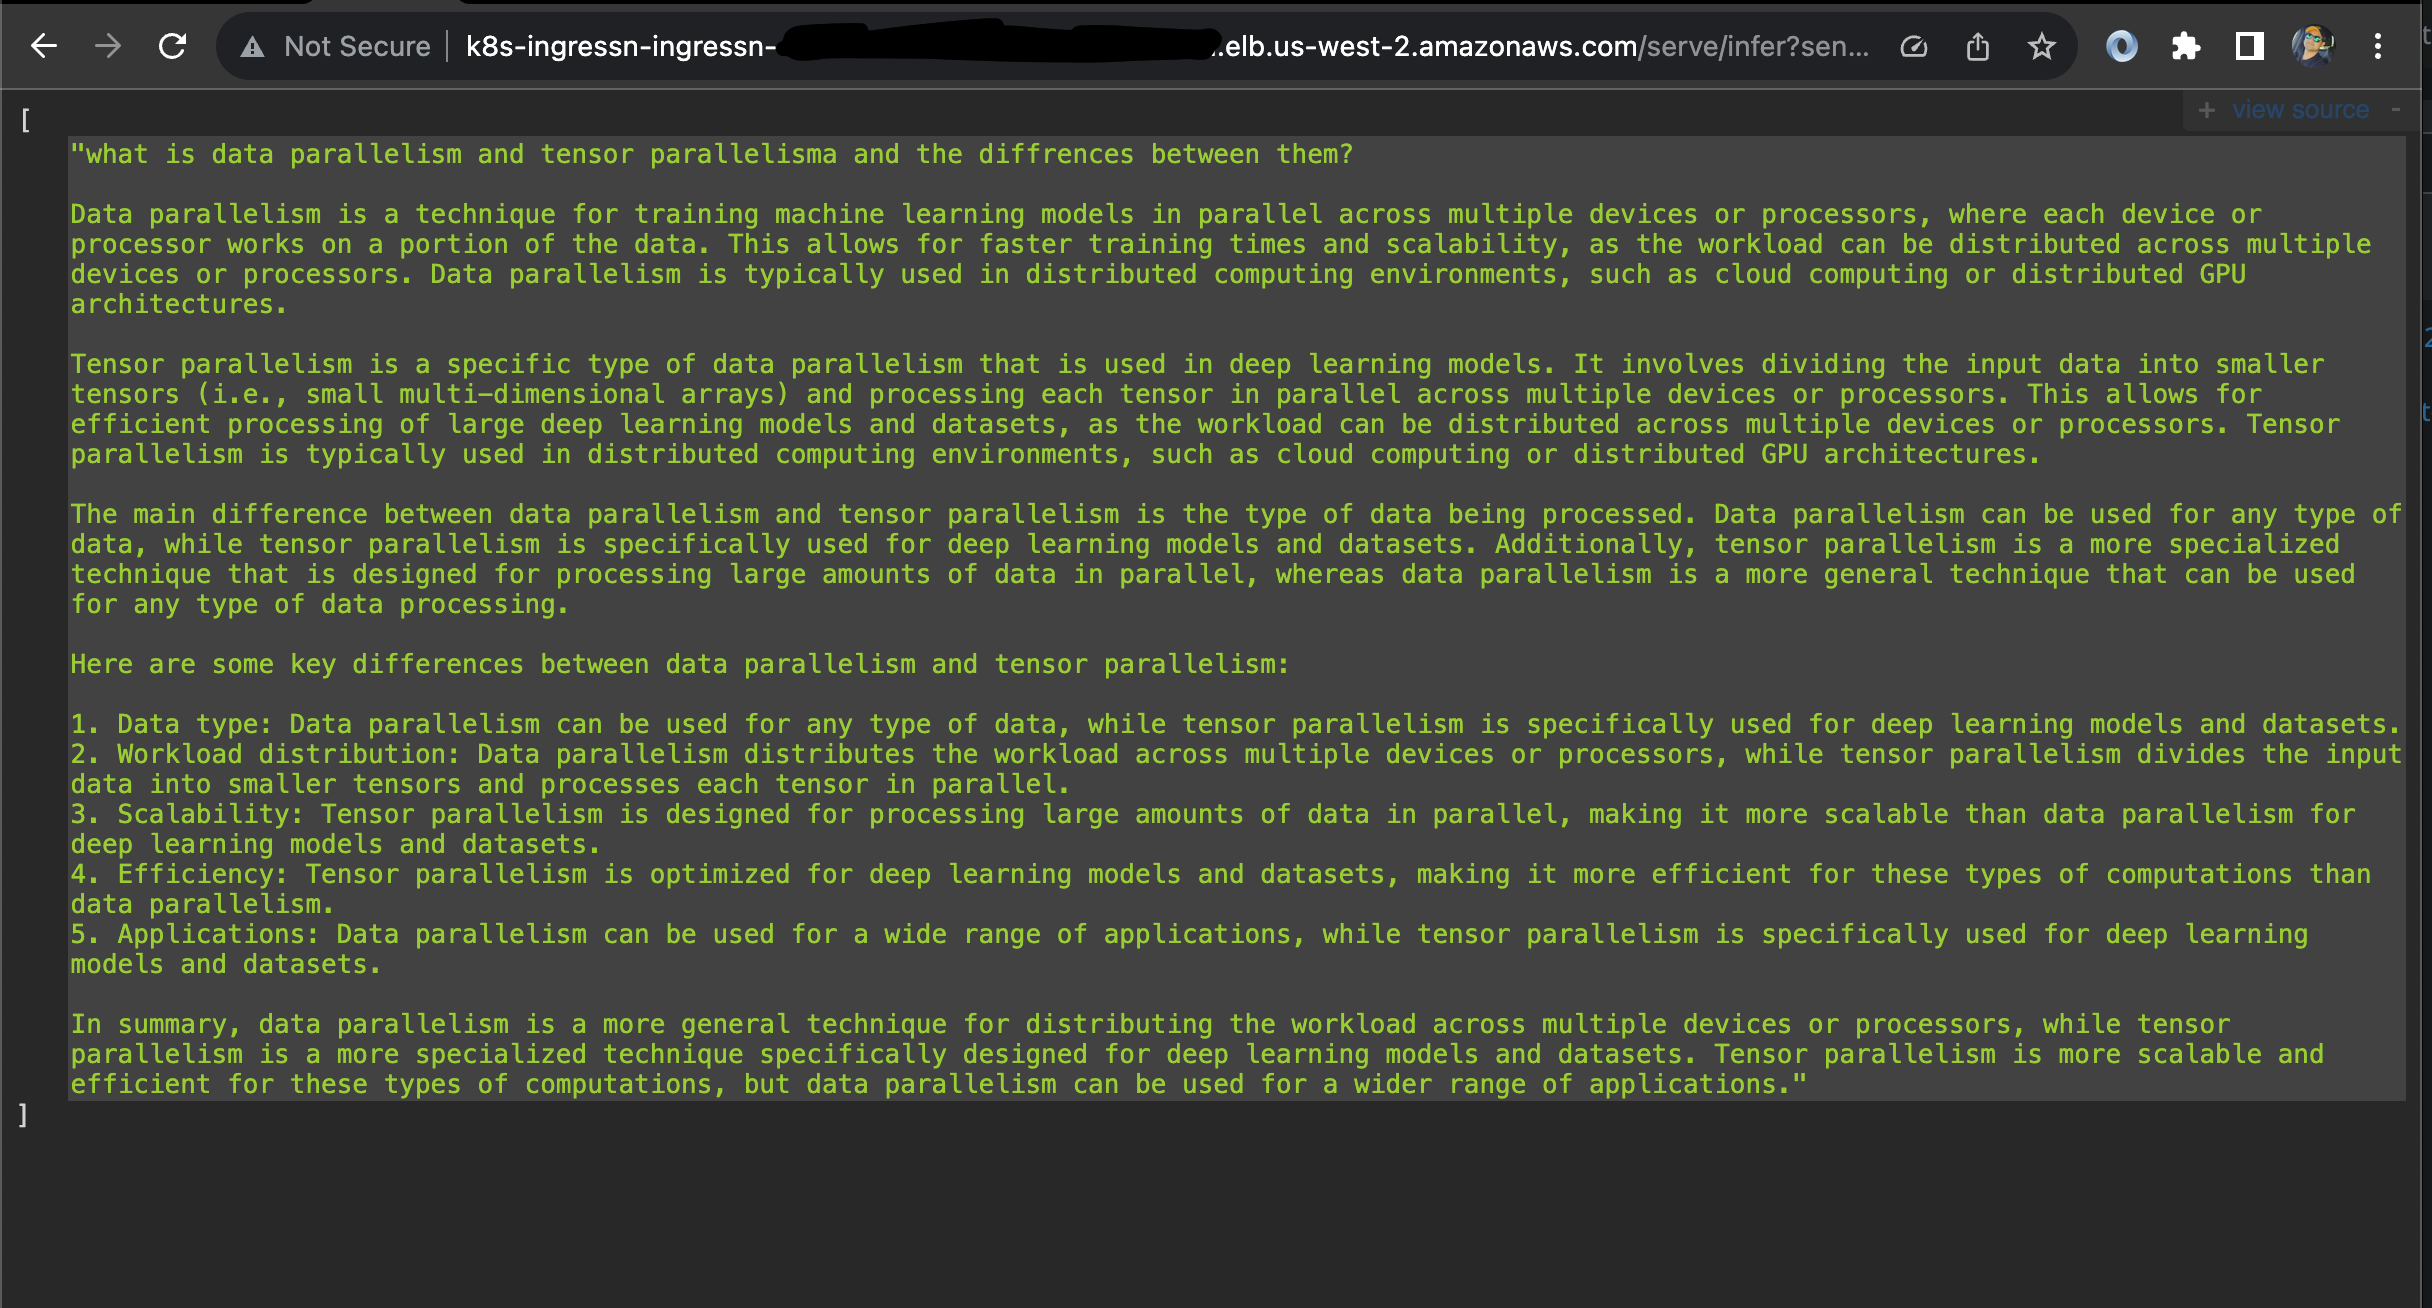 Not Secure | k8s-ingressn-ingressn- .elb.us-west-2.amazonaws.com/serve/infer?sen...
[
+ view source -
"what is data parallelism and tensor parallelisma and the diffrences between them?
Data parallelism is a technique for training machine learning models in parallel across multiple devices or processors, where each device or
processor works on a portion of the data. This allows for faster training times and scalability, as the workload can be distributed across multiple
devices or processors. Data parallelism is typically used in distributed computing environments, such as cloud computing or distributed GPU
architectures.
Tensor parallelism is a specific type of data parallelism that is used in deep learning models. It involves dividing the input data into smaller
tensors (i.e., small multi-dimensional arrays) and processing each tensor in parallel across multiple devices or processors. This allows for
efficient processing of large deep learning models and datasets, as the workload can be distributed across multiple devices or processors. Tensor
parallelism is typically used in distributed computing environments, such as cloud computing or distributed GPU architectures.
The main difference between data parallelism and tensor parallelism is the type of data being processed. Data parallelism can be used for any type of
data, while tensor parallelism is specifically used for deep learning models and datasets. Additionally, tensor parallelism is a more specialized
technique that is designed for processing large amounts of data in parallel, whereas data parallelism is a more general technique that can be used
for any type of data processing.
Here are some key differences between data parallelism and tensor parallelism:
1. Data type: Data parallelism can be used for any type of data, while tensor parallelism is specifically used for deep learning models and datasets.
2. Workload distribution: Data parallelism distributes the workload across multiple devices or processors, while tensor parallelism divides the input
data into smaller tensors and processes each tensor in parallel.
3. Scalability: Tensor parallelism is designed for processing large amounts of data in parallel, making it more scalable than data parallelism for
deep learning models and datasets.
4. Efficiency: Tensor parallelism is optimized for deep learning models and datasets, making it more efficient for these types of computations than
data parallelism.
5. Applications: Data parallelism can be used for a wide range of applications, while tensor parallelism is specifically used for deep learning
models and datasets.
In summary, data parallelism is a more general technique for distributing the workload across multiple devices or processors, while tensor
parallelism is a more specialized technique specifically designed for deep learning models and datasets. Tensor parallelism is more scalable and
efficient for these types of computations, but data parallelism can be used for a wider range of applications."
]